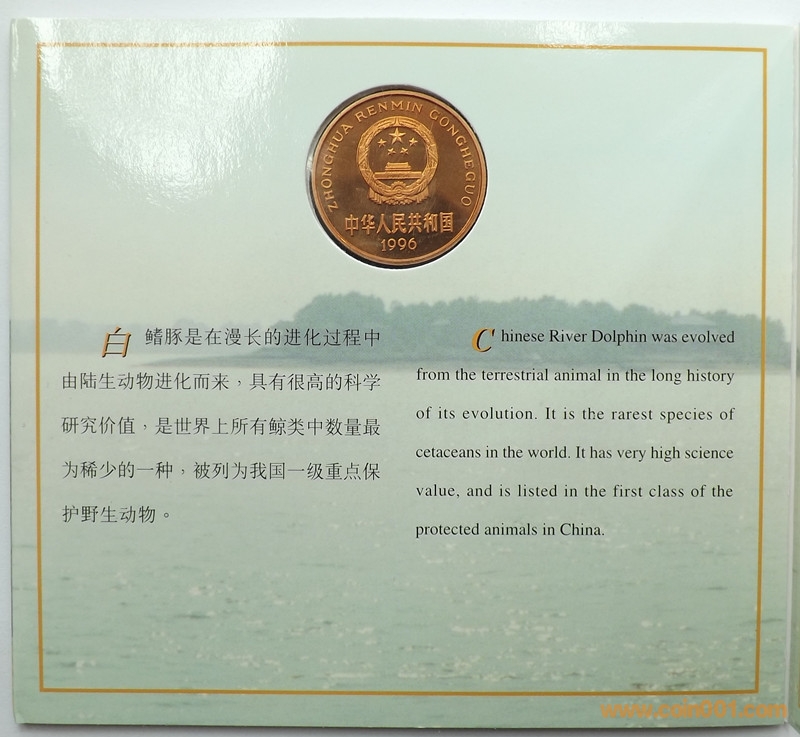 ZHONGHUA RENMIN GONGHEGUO
中华人民共和国
1996
白鳍豚是在漫长的进化过程中
由陆生动物进化而来，具有很高的科学
研究价值，是世界上所有鲸类中数量最
为稀少的一种，被列为我国一级重点保
护野生动物。
Chinese River Dolphin was evolved
from the terrestrial animal in the long history
of its evolution. It is the rarest species of
cetaceans in the world. It has very high science
value, and is listed in the first class of the
protected animals in China.
www.coin001.com